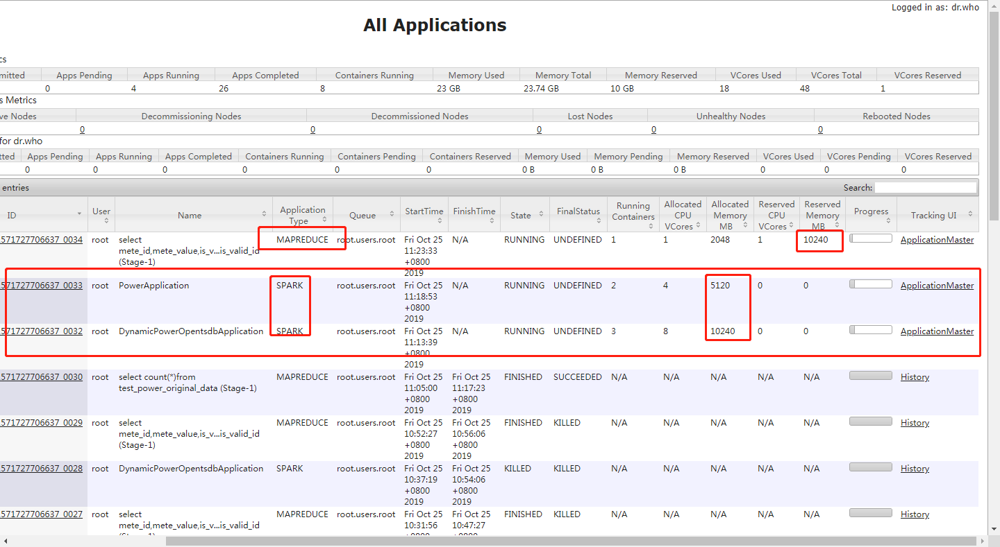 Logged in as: dr.who
All Applications
cs
mitted Apps Pending Apps Running Apps Completed Containers Running Memory Used Memory Total Memory Reserved VCores Used VCores Total VCores Reserved
0 4 26 8 23 GB 23.74 GB 10 GB 18 48 1
s Metrics
ve Nodes Decommissioning Nodes Decommissioned Nodes Lost Nodes Unhealthy Nodes Rebooted Nodes
0 0 0 0 0
for dr.who
tted Apps Pending Apps Running Apps Completed Containers Running Containers Pending Containers Reserved Memory Used Memory Pending Memory Reserved VCores Used VCores Pending VCores Reserved
0 0 0 0 0 0 0 B 0 B 0 B 0 0 0
entries Search:
ID User Name Application Type Queue StartTime FinishTime State FinalStatus Running Containers Allocated CPU VCores Allocated Memory MB Reserved CPU VCores Reserved Memory MB Progress Tracking UI
1571727706637_0034 root select MAPREDUCE root.users.root Fri Oct 25 N/A RUNNING UNDEFINED 1 1 2048 1 10240 ApplicationMaster
mete_id,mete_value,is_v...is_valid_id 11:23:33
(Stage-1) +0800
2019
1571727706637_0033 root PowerApplication SPARK root.users.root Fri Oct 25 N/A RUNNING UNDEFINED 2 4 5120 0 0 ApplicationMaster
11:18:53
+0800
2019
1571727706637_0032 root DynamicPowerOpentsdbApplication SPARK root.users.root Fri Oct 25 N/A RUNNING UNDEFINED 3 8 10240 0 0 ApplicationMaster
11:13:39
+0800
2019
1571727706637_0030 root select count(*)from MAPREDUCE root.users.root Fri Oct 25 Fri Oct 25 FINISHED SUCCEEDED N/A N/A N/A N/A N/A History
test_power_original_data (Stage-1) 11:05:00 11:17:23
+0800 +0800
2019 2019
1571727706637_0029 root select MAPREDUCE root.users.root Fri Oct 25 Fri Oct 25 FINISHED KILLED N/A N/A N/A N/A N/A History
mete_id,mete_value,is_v...is_valid_id 10:52:27 10:56:06
(Stage-1) +0800 +0800
2019 2019
1571727706637_0028 root DynamicPowerOpentsdbApplication SPARK root.users.root Fri Oct 25 Fri Oct 25 KILLED KILLED N/A N/A N/A N/A N/A History
10:37:19 10:54:06
+0800 +0800
2019 2019
1571727706637_0027 root select MAPREDUCE root.users.root Fri Oct 25 Fri Oct 25 FINISHED KILLED N/A N/A N/A N/A N/A History
mete_id,mete_value,is_v...is_valid_id 10:31:56 10:47:27
(Stage-1) +0800 +0800